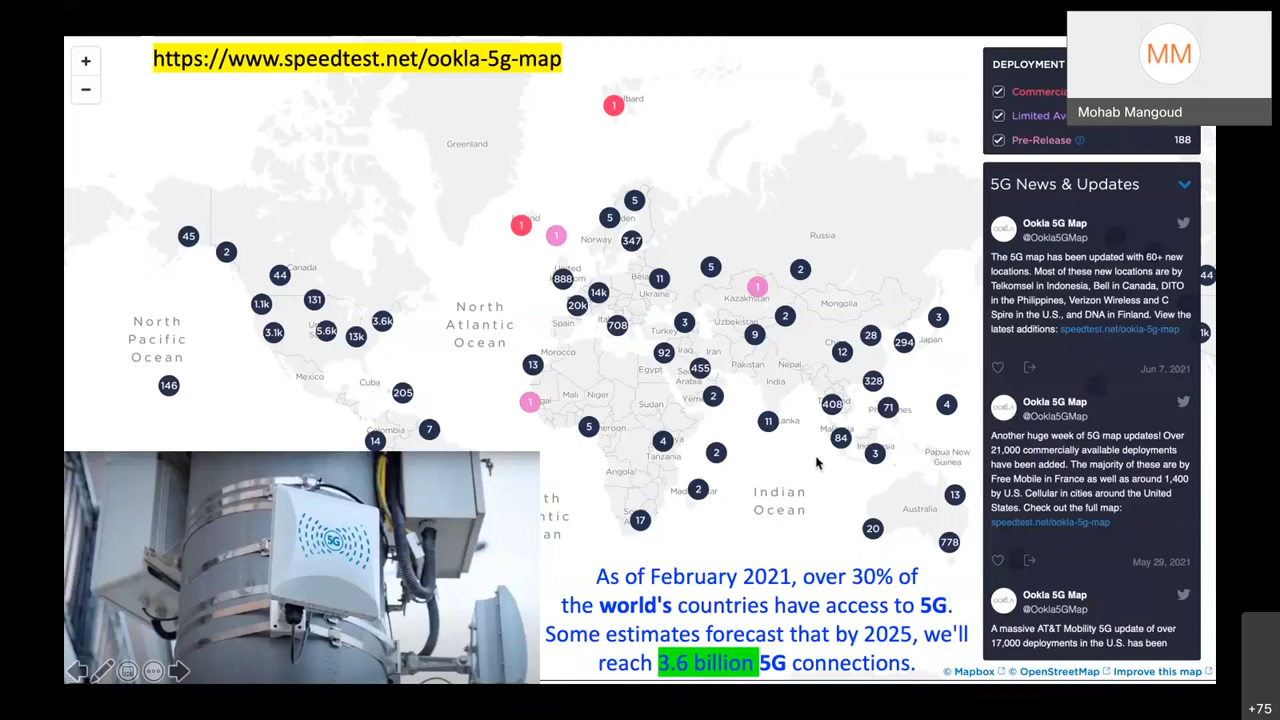 https://www.speedtest.net/ookla-5g-map
+
−
MM
Mohab Mangoud
DEPLOYMENT
Commercia
Limited Av
Pre-Release
188
5G News & Updates
Ookla 5G Map
@Ookla5GMap
The 5G map has been updated with 60+ new
locations. Most of these new locations are by
Telkomsel in Indonesia, Bell in Canada, DITO
in the Philippines, Verizon Wireless and C
Spire in the U.S., and DNA in Finland. View the
latest additions: speedtest.net/ookla-5g-map
Jun 7, 2021
Ookla 5G Map
@Ookla5GMap
Another huge week of 5G map updates! Over
21,000 commercially available deployments
have been added. The majority of these are by
Free Mobile in France as well as around 1,400
by U.S. Cellular in cities around the United
States. Check out the full map:
speedtest.net/ookla-5g-map
May 29, 2021
Ookla 5G Map
@Ookla5GMap
A massive AT&T Mobility 5G update of over
17,000 deployments in the U.S. has been
1
Greenland
5
5
1
1
Norway
347
Russia
45
2
44
Canada
888
United
11
5
2
1
Kazakhstan
Mongolia
Ukraine
14k
20k
Spain
708
1.1k
131
3.1k
5.6k
13k
3.6k
North
Pacific
Ocean
North
Atlantic
Ocean
Turkey
3
Uzbekistan
9
2
28
12
294
3
Japan
44
1k
Morocco
13
92
Iraq
Iran
455
Arabia
Egypt
Pakistan
Nepal
India
328
146
Mexico
Cuba
205
1
Mali
Niger
Sudan
2
408
71
4
11
7
14
Colombia
5
4
Tanzania
2
84
3
Papua New
Guinea
Angola
2
Indian
Ocean
17
13
Australia
20
778
5G
As of February 2021, over 30% of
the world's countries have access to 5G.
Some estimates forecast that by 2025, we'll
reach 3.6 billion 5G connections.
© Mapbox © OpenStreetMap Improve this map
+75